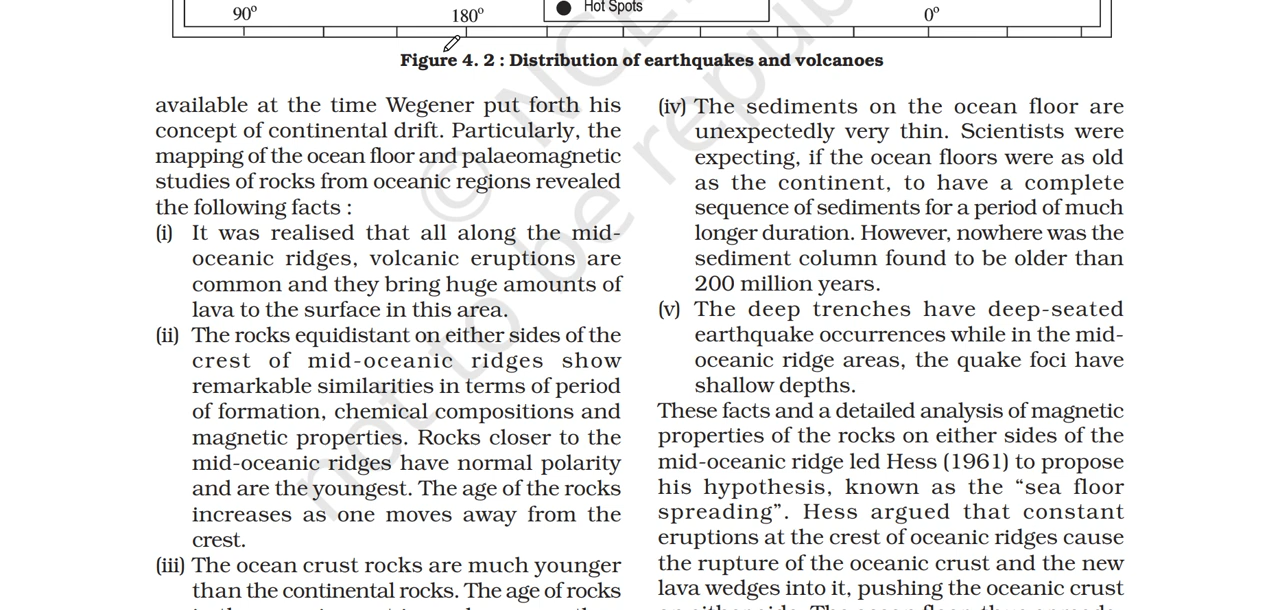 90º
180º
Hot Spots
0º
Figure 4. 2 : Distribution of earthquakes and volcanoes
available at the time Wegener put forth his
concept of continental drift. Particularly, the
mapping of the ocean floor and palaeomagnetic
studies of rocks from oceanic regions revealed
the following facts :
(i) It was realised that all along the mid-
oceanic ridges, volcanic eruptions are
common and they bring huge amounts of
lava to the surface in this area.
(ii) The rocks equidistant on either sides of the
crest of mid-oceanic ridges show
remarkable similarities in terms of period
of formation, chemical compositions and
magnetic properties. Rocks closer to the
mid-oceanic ridges have normal polarity
and are the youngest. The age of the rocks
increases as one moves away from the
crest.
(iii) The ocean crust rocks are much younger
than the continental rocks. The age of rocks
(iv) The sediments on the ocean floor are
unexpectedly very thin. Scientists were
expecting, if the ocean floors were as old
as the continent, to have a complete
sequence of sediments for a period of much
longer duration. However, nowhere was the
sediment column found to be older than
200 million years.
(v) The deep trenches have deep-seated
earthquake occurrences while in the mid-
oceanic ridge areas, the quake foci have
shallow depths.
These facts and a detailed analysis of magnetic
properties of the rocks on either sides of the
mid-oceanic ridge led Hess (1961) to propose
his hypothesis, known as the “sea floor
spreading”. Hess argued that constant
eruptions at the crest of oceanic ridges cause
the rupture of the oceanic crust and the new
lava wedges into it, pushing the oceanic crust
© NC
not to be repub